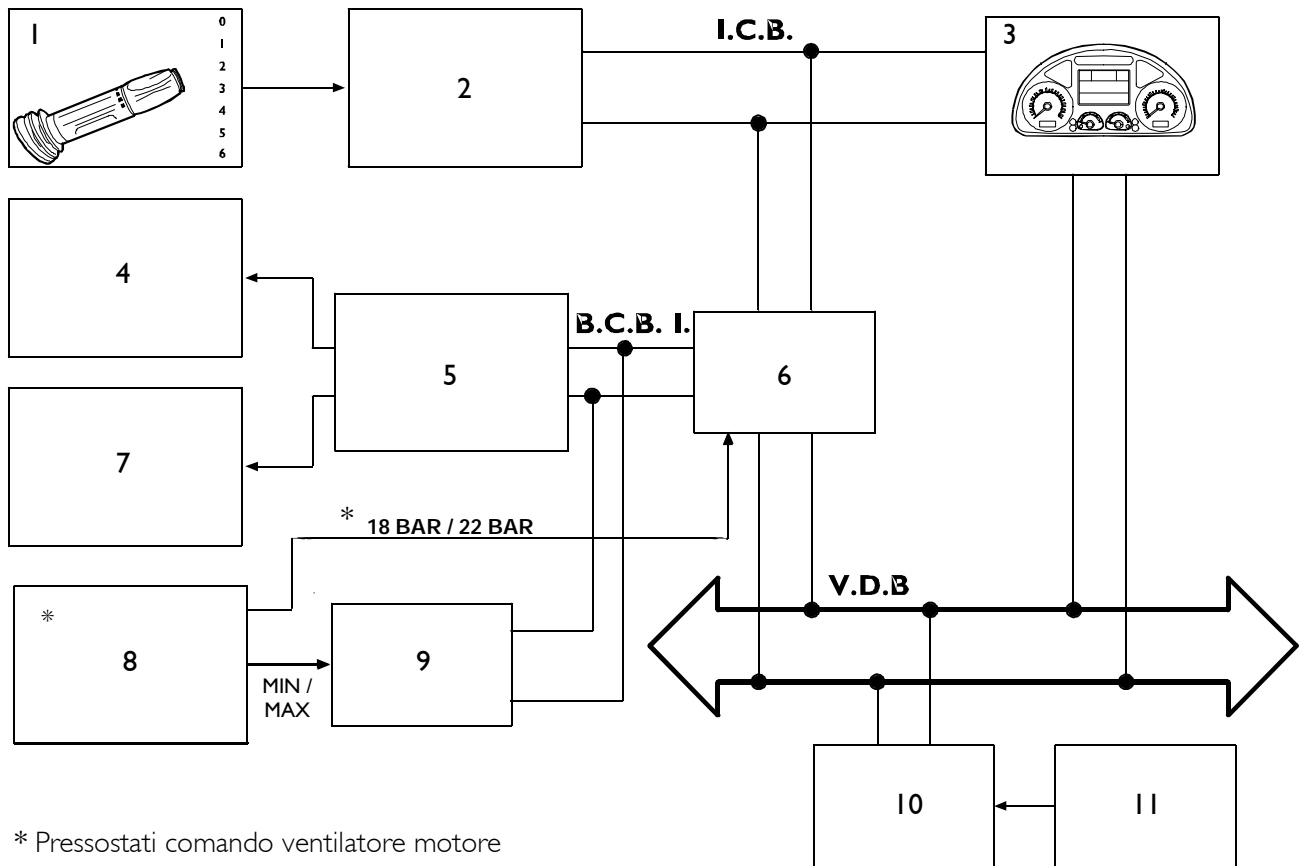 1
0
1
2
3
4
5
6
2
I.C.B.
3
4
5
B.C.B. I.
6
7
* 18 BAR / 22 BAR
*
8
MIN /
MAX
9
V.D.B
10
11
* Pressostati comando ventilatore motore